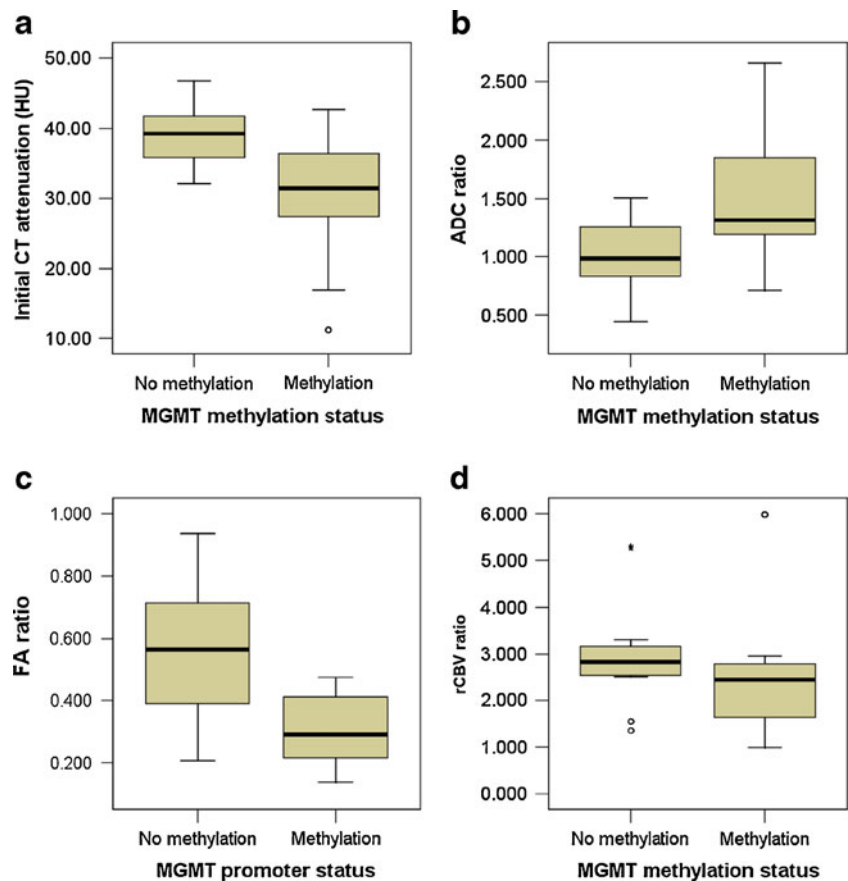 a
Initial CT attenuation (HU)
50.00
40.00
30.00
20.00
10.00
No methylation Methylation
MGMT methylation status
b
ADC ratio
2.500
2.000
1.500
1.000
0.500
No methylation Methylation
MGMT methylation status
c
FA ratio
1.000
0.800
0.600
0.400
0.200
No methylation Methylation
MGMT promoter status
d
rCBV ratio
6.000
5.000
4.000
3.000
2.000
1.000
0.000
No methylation Methylation
MGMT methylation status